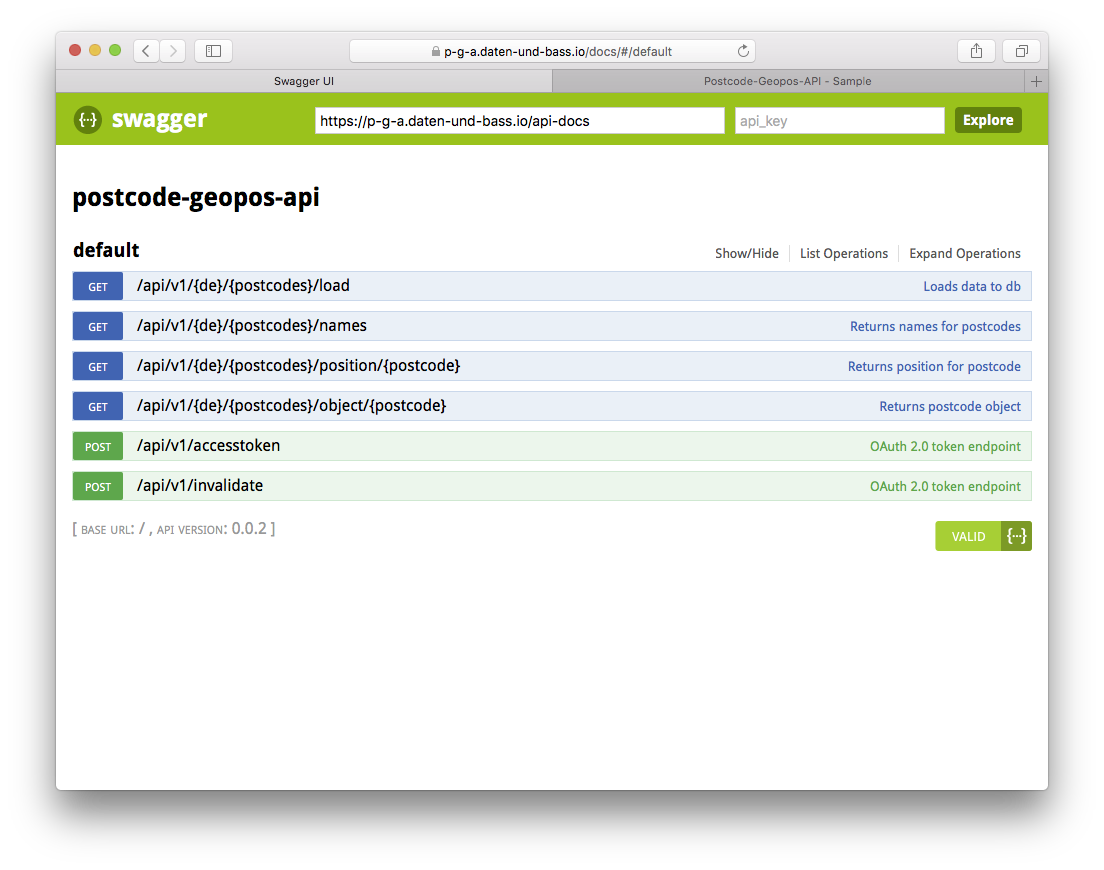 p-g-a.daten-und-bass.io/docs/#/default
Swagger UI
Postcode-Geopos-API - Sample
{···} swagger
https://p-g-a.daten-und-bass.io/api-docs
api_key
Explore
postcode-geopos-api
default
Show/Hide
List Operations
Expand Operations
GET /api/v1/{de}/{postcodes}/load Loads data to db
GET /api/v1/{de}/{postcodes}/names Returns names for postcodes
GET /api/v1/{de}/{postcodes}/position/{postcode} Returns position for postcode
GET /api/v1/{de}/{postcodes}/object/{postcode} Returns postcode object
POST /api/v1/accesstoken OAuth 2.0 token endpoint
POST /api/v1/invalidate OAuth 2.0 token endpoint
[ BASE URL: / , API VERSION: 0.0.2 ]
VALID {···}